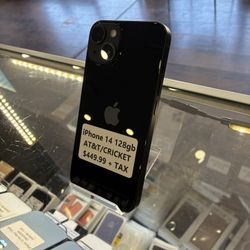 iPhone 14 128gb
AT&T/CRICKET
$449.99 + TAX